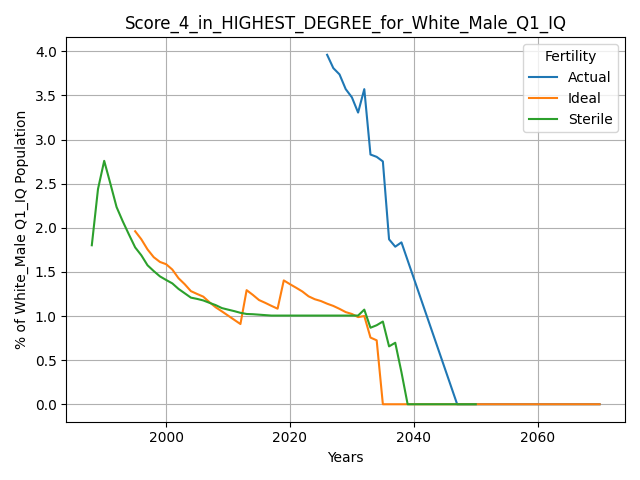 Score_4_in_HIGHEST_DEGREE_for_White_Male_Q1_IQ
Fertility
Actual
Ideal
Sterile
% of White_Male Q1_IQ Population
4.0
3.5
3.0
2.5
2.0
1.5
1.0
0.5
0.0
2000 2020 2040 2060
Years